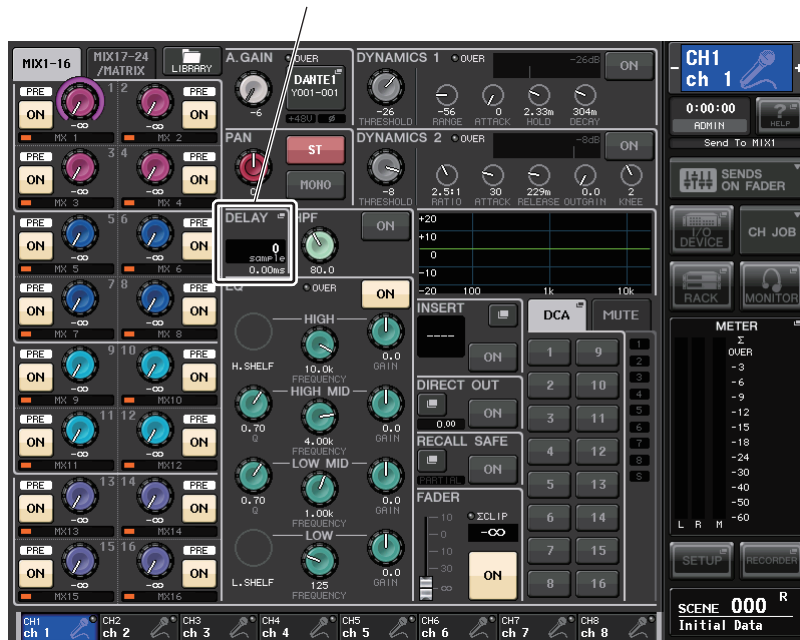 MIX1-16
MIX17-24
/MATRIX
LIBRARY
PRE 1 2 PRE
ON -∞ -∞ ON
MX 1 MX 2
PRE 3 4 PRE
ON -∞ -∞ ON
MX 3 MX 4
PRE 5 6 PRE
ON -∞ -∞ ON
MX 5 MX 6
PRE 7 8 PRE
ON -∞ -∞ ON
MX 7 MX 8
PRE 9 10 PRE
ON -∞ -∞ ON
MX 9 MX10
PRE 11 12 PRE
ON -∞ -∞ ON
MX11 MX12
PRE 13 14 PRE
ON -∞ -∞ ON
MX13 MX14
PRE 15 16 PRE
ON -∞ -∞ ON
MX15 MX16
A.GAIN OVER
DANTE1
Y001-001
-6
+48V ø
PAN
ST
MONO
DELAY
0
sample
0.00ms
HPF
ON
80.0
EQ OVER ON
HIGH
H.SHELF
10.0k
FREQUENCY
0.0
GAIN
HIGH MID
0.70
Q
4.00k
FREQUENCY
0.0
GAIN
LOW MID
0.70
Q
1.00k
FREQUENCY
0.0
GAIN
LOW
L.SHELF
125
FREQUENCY
0.0
GAIN
DYNAMICS 1 OVER -26dB ON
-26 -56 0 2.33m 304m
THRESHOLD RANGE ATTACK HOLD DECAY
DYNAMICS 2 OVER -8dB ON
-8 2.5:1 30 229m 0.0 2
THRESHOLD RATIO ATTACK RELEASE OUTGAIN KNEE
+20
+10
0
-10
-20 100 1k 10k
INSERT
----
ON
DIRECT OUT
0.00
ON
RECALL SAFE
PARTIAL
ON
FADER
10
0
10
30
∞
ΣCLIP
-∞
ON
DCA MUTE
1 9
2 10
3 11
4 12
5 13
6 14
7 15
8 16
1
2
3
4
5
6
7
8
S
- CH1 +
ch 1
0:00:00
ADMIN
?
HELP
Send To MIX1
SENDS
ON FADER
I/O
DEVICE
CH JOB
RACK
MONITOR
METER
Σ
OVER
-3
-6
-9
-12
-15
-18
-24
-30
-40
-50
-60
L R M
SETUP
RECORDER
SCENE 000 R
Initial Data
CH1 CH2 CH3 CH4 CH5 CH6 CH7 CH8
ch 1 ch 2 ch 3 ch 4 ch 5 ch 6 ch 7 ch 8